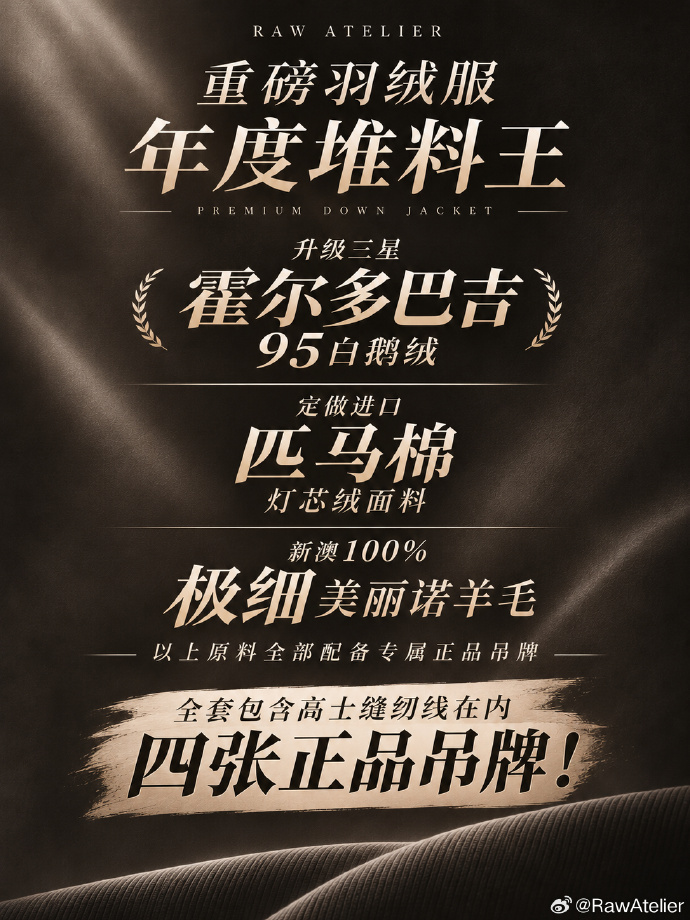 RAW ATELIER
重磅羽绒服
年度堆料王
PREMIUM DOWN JACKET
升级三星
霍尔多巴吉
95白鹅绒
定做进口
匹马棉
灯芯绒面料
新澳100%
极细美丽诺羊毛
以上原料全部配备专属正品吊牌
全套包含高士缝纫线在内
四张正品吊牌!
@RawAtelier